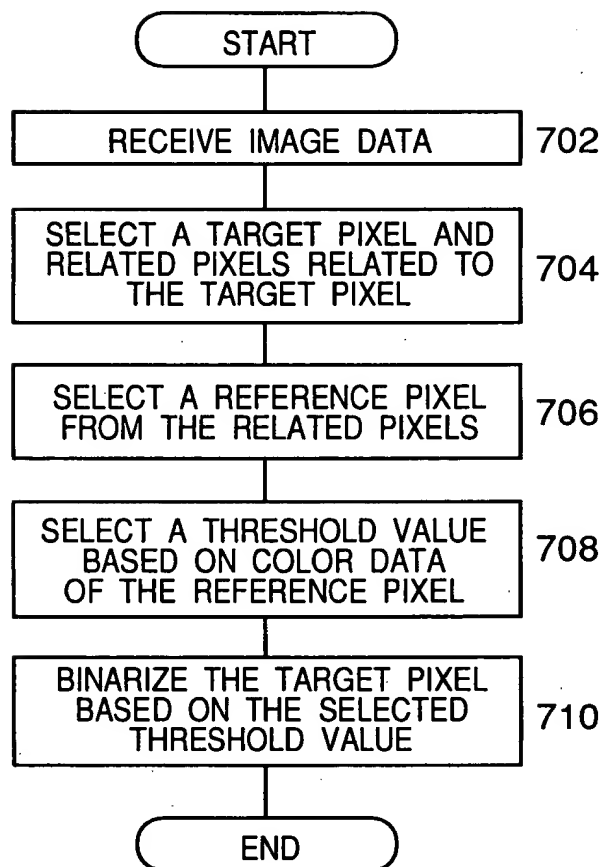 START
RECEIVE IMAGE DATA
702
SELECT A TARGET PIXEL AND
RELATED PIXELS RELATED TO
THE TARGET PIXEL
704
SELECT A REFERENCE PIXEL
FROM THE RELATED PIXELS
706
SELECT A THRESHOLD VALUE
BASED ON COLOR DATA
OF THE REFERENCE PIXEL
708
BINARIZE THE TARGET PIXEL
BASED ON THE SELECTED
THRESHOLD VALUE
710
END